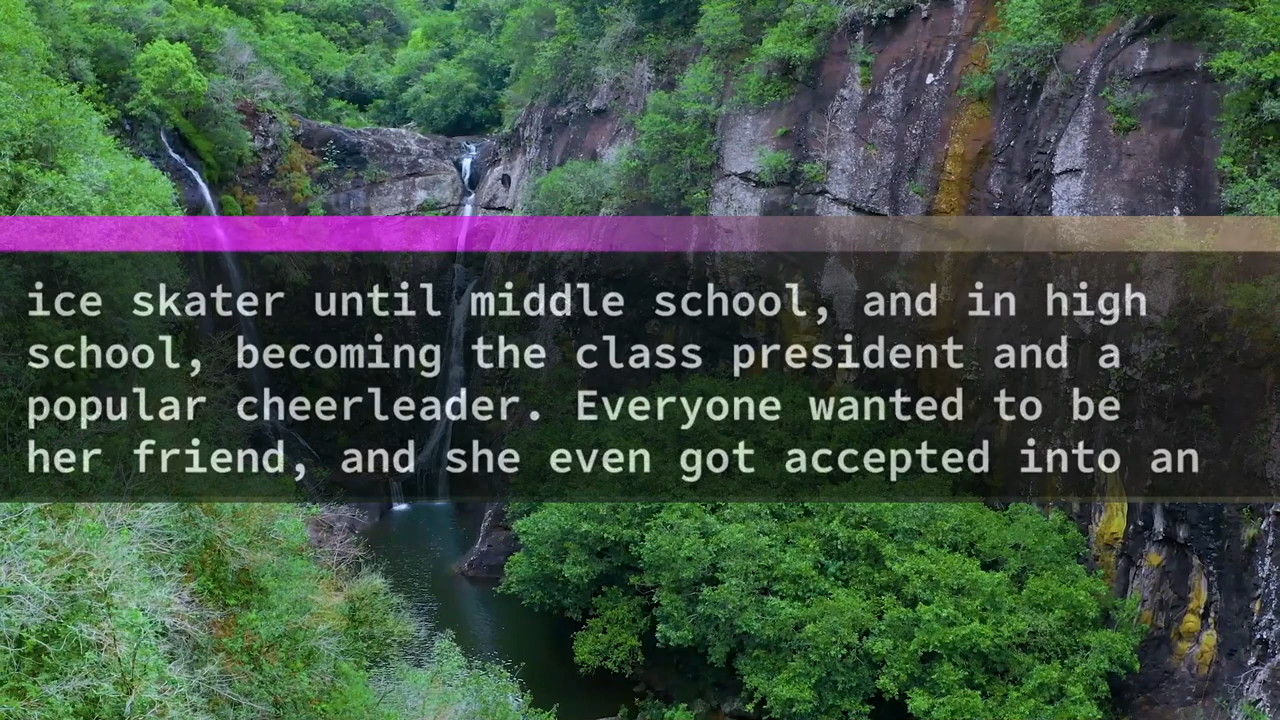 ice skater until middle school, and in high
school, becoming the class president and a
popular cheerleader. Everyone wanted to be
her friend, and she even got accepted into an